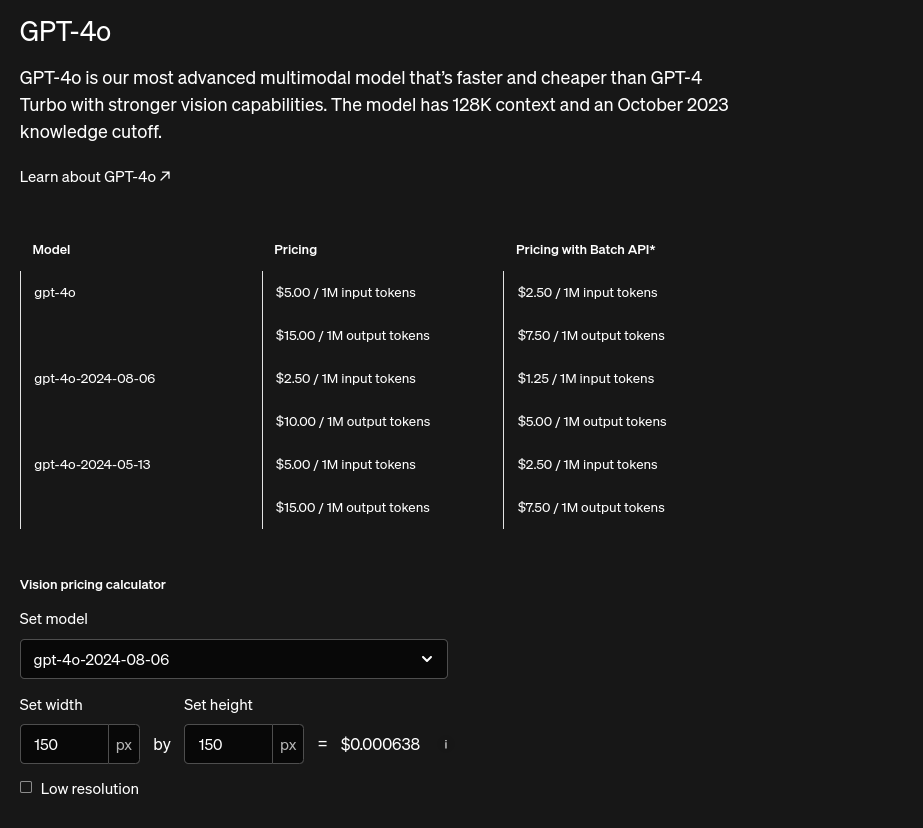 GPT-4o
GPT-4o is our most advanced multimodal model that’s faster and cheaper than GPT-4
Turbo with stronger vision capabilities. The model has 128K context and an October 2023
knowledge cutoff.
Learn about GPT-4o ↗
Model Pricing Pricing with Batch API*
gpt-4o $5.00 / 1M input tokens $2.50 / 1M input tokens
$15.00 / 1M output tokens $7.50 / 1M output tokens
gpt-4o-2024-08-06 $2.50 / 1M input tokens $1.25 / 1M input tokens
$10.00 / 1M output tokens $5.00 / 1M output tokens
gpt-4o-2024-05-13 $5.00 / 1M input tokens $2.50 / 1M input tokens
$15.00 / 1M output tokens $7.50 / 1M output tokens
Vision pricing calculator
Set model
gpt-4o-2024-08-06
Set width Set height
150 px by 150 px = $0.000638 i
Low resolution